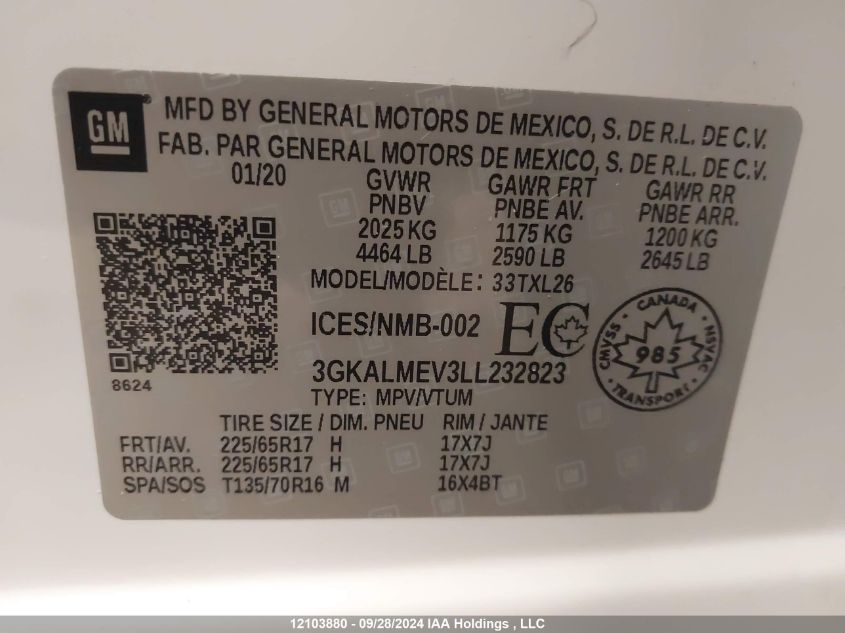 GM ® MFD BY GENERAL MOTORS DE MEXICO, S. DE R.L. DE C.V.
FAB. PAR GENERAL MOTORS DE MEXICO, S. DE R.L. DE C.V.
01/20 GVWR GAWR FRT GAWR RR
PNBV PNBE AV. PNBE ARR.
2025 KG 1175 KG 1200 KG
4464 LB 2590 LB 2645 LB
MODEL/MODÈLE: 33TXL26
ICES/NMB-002 EC
CANADA
CMVSS 985 NSVAC
TRANSPORT
3GKALMEV3LL232823
8624
TYPE: MPV/VTUM
TIRE SIZE / DIM. PNEU RIM / JANTE
FRT/AV. 225/65R17 H 17X7J
RR/ARR. 225/65R17 H 17X7J
SPA/SOS T135/70R16 M 16X4BT
12103880 - 09/28/2024 IAA Holdings , LLC